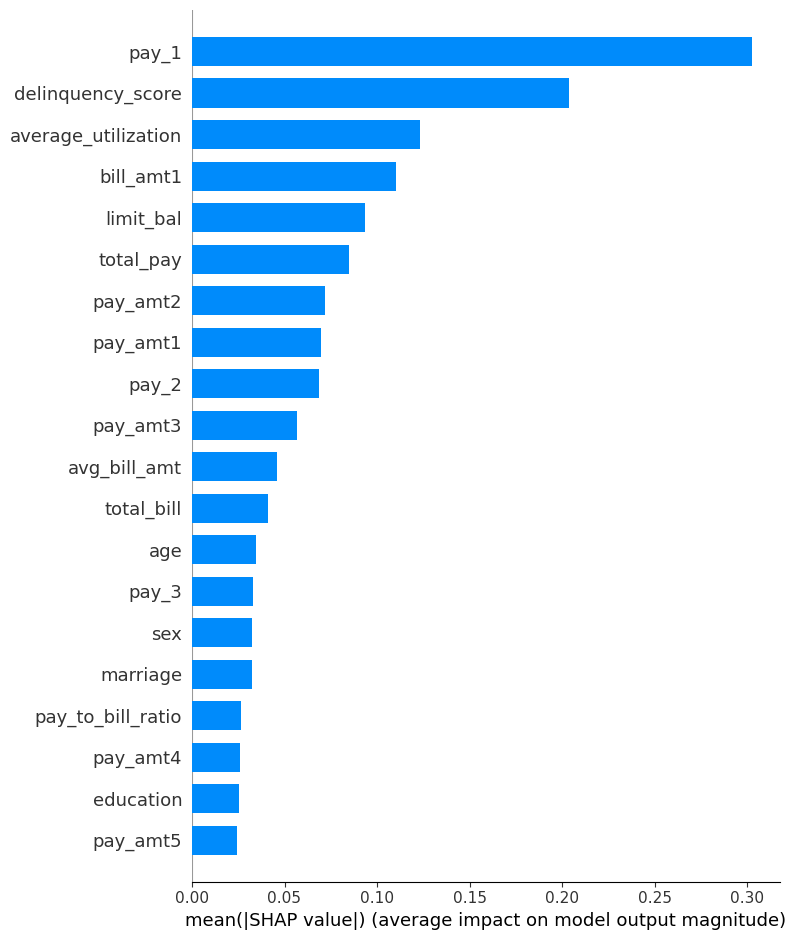 pay_1
delinquency_score
average_utilization
bill_amt1
limit_bal
total_pay
pay_amt2
pay_amt1
pay_2
pay_amt3
avg_bill_amt
total_bill
age
pay_3
sex
marriage
pay_to_bill_ratio
pay_amt4
education
pay_amt5
0.00 0.05 0.10 0.15 0.20 0.25 0.30
mean(|SHAP value|) (average impact on model output magnitude)